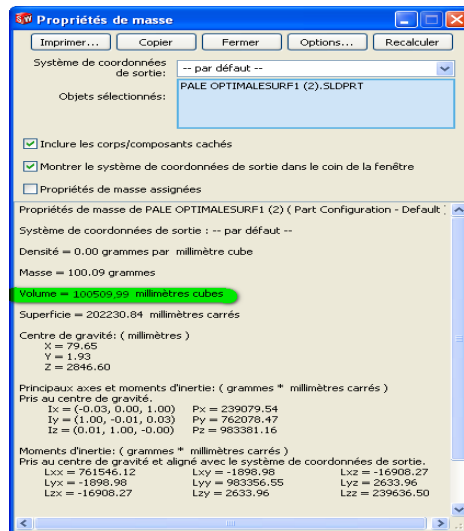 Propriétés de masse
Imprimer... Copier Fermer Options... Recalculer
Système de coordonnées
de sortie:
-- par défaut --
Objets sélectionnés:
PALE OPTIMALESURF1 (2).SLDPRT
Inclure les corps/composants cachés
Montrer le système de coordonnées de sortie dans le coin de la fenêtre
Propriétés de masse assignées
Propriétés de masse de PALE OPTIMALESURF1 (2) ( Part Configuration - Default )
Système de coordonnées de sortie : -- par défaut --
Densité = 0.00 grammes par millimètre cube
Masse = 100.09 grammes
Volume = 100509.99 millimètres cubes
Superficie = 202230.84 millimètres carrés
Centre de gravité: ( millimètres )
X = 79.65
Y = 1.93
Z = 2846.60
Principaux axes et moments d'inertie: ( grammes * millimètres carrés )
Pris au centre de gravité.
Ix = (-0.03, 0.00, 1.00) Px = 239079.54
Iy = (1.00, -0.01, 0.03) Py = 762078.47
Iz = (0.01, 1.00, -0.00) Pz = 983381.16
Moments d'inertie: ( grammes * millimètres carrés )
Pris au centre de gravité et aligné avec le système de coordonnées de sortie.
Lxx = 761546.12 Lxy = -1898.98 Lxz = -16908.27
Lyx = -1898.98 Lyy = 983356.55 Lyz = 2633.96
Lzx = -16908.27 Lzy = 2633.96 Lzz = 239636.50